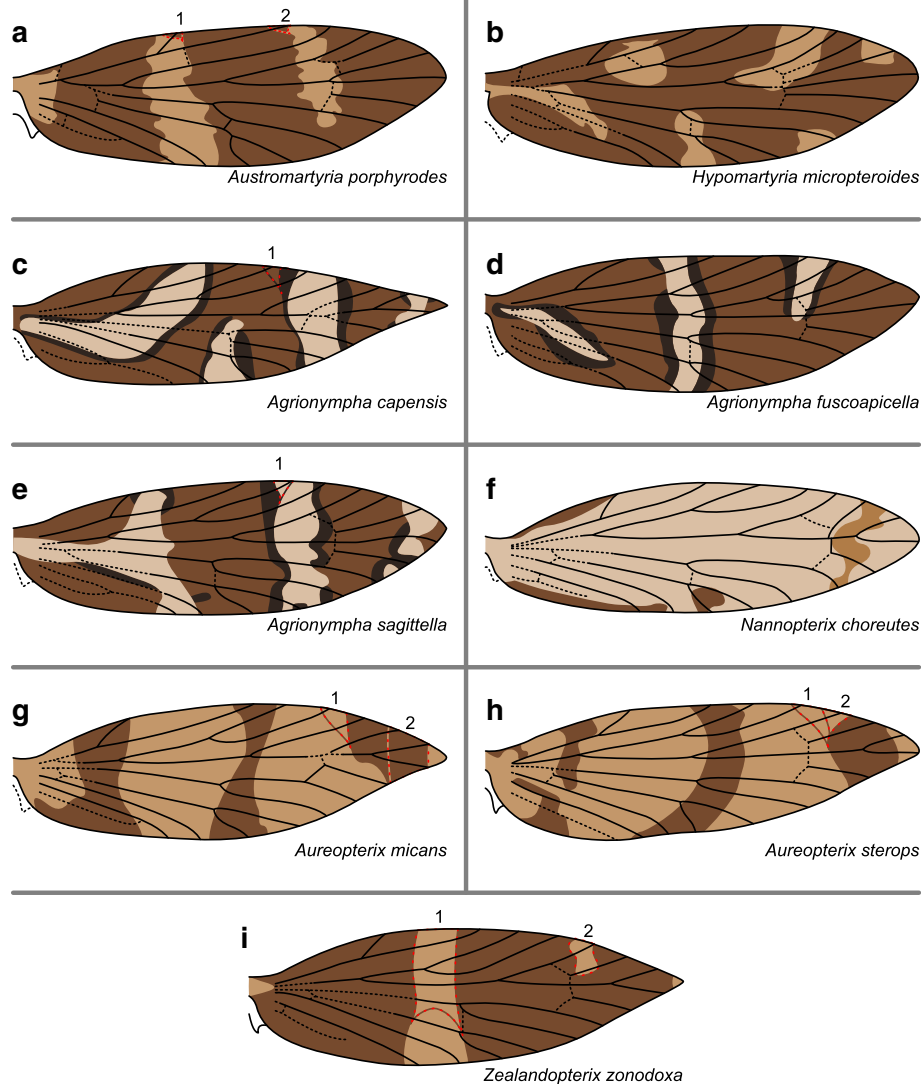 a
1
2
Austromartyria porphyrodes
b
Hypomartyria micropteroides
c
1
Agrionympha capensis
d
Agrionympha fuscoapicella
e
1
Agrionympha sagittella
f
Nannopterix choreutes
g
1
2
Aureopterix micans
h
1
2
Aureopterix sterops
i
1
2
Zealandopterix zonodoxa